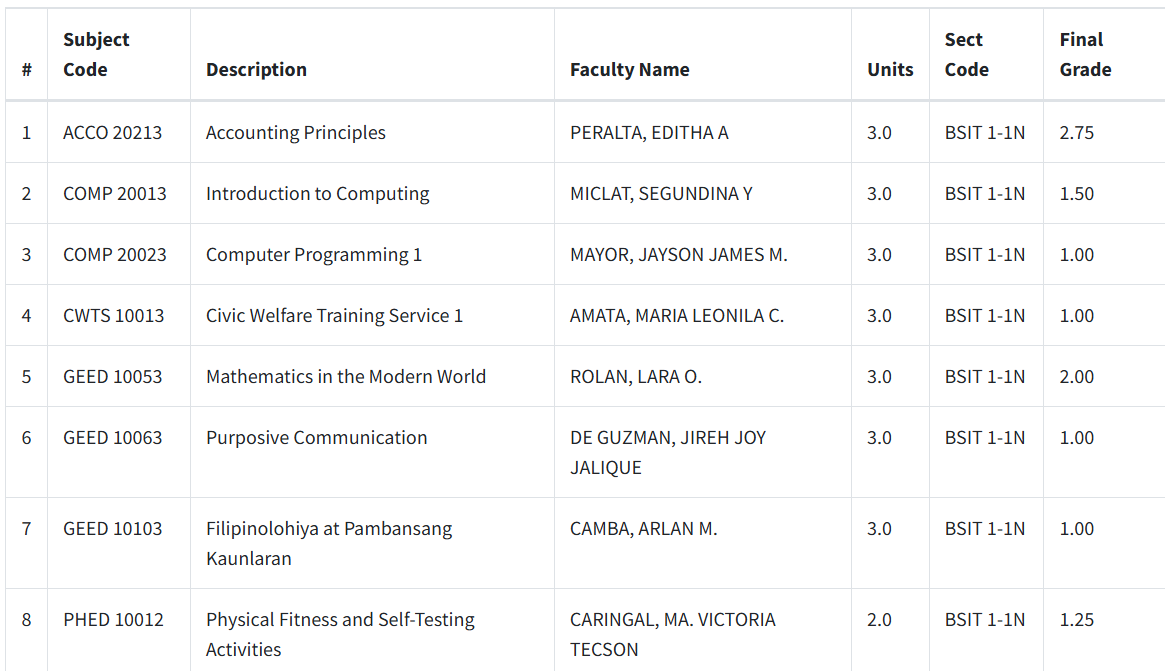 # Subject Code Description Faculty Name Units Sect Code Final Grade
1 ACCO 20213 Accounting Principles PERALTA, EDITHA A 3.0 BSIT 1-1N 2.75
2 COMP 20013 Introduction to Computing MICLAT, SEGUNDINA Y 3.0 BSIT 1-1N 1.50
3 COMP 20023 Computer Programming 1 MAYOR, JAYSON JAMES M. 3.0 BSIT 1-1N 1.00
4 CWTS 10013 Civic Welfare Training Service 1 AMATA, MARIA LEONILA C. 3.0 BSIT 1-1N 1.00
5 GEED 10053 Mathematics in the Modern World ROLAN, LARA O. 3.0 BSIT 1-1N 2.00
6 GEED 10063 Purposive Communication DE GUZMAN, JIREH JOY JALIQUE 3.0 BSIT 1-1N 1.00
7 GEED 10103 Filipinolohiya at Pambansang Kaunlaran CAMBA, ARLAN M. 3.0 BSIT 1-1N 1.00
8 PHED 10012 Physical Fitness and Self-Testing Activities CARINGAL, MA. VICTORIA TECSON 2.0 BSIT 1-1N 1.25